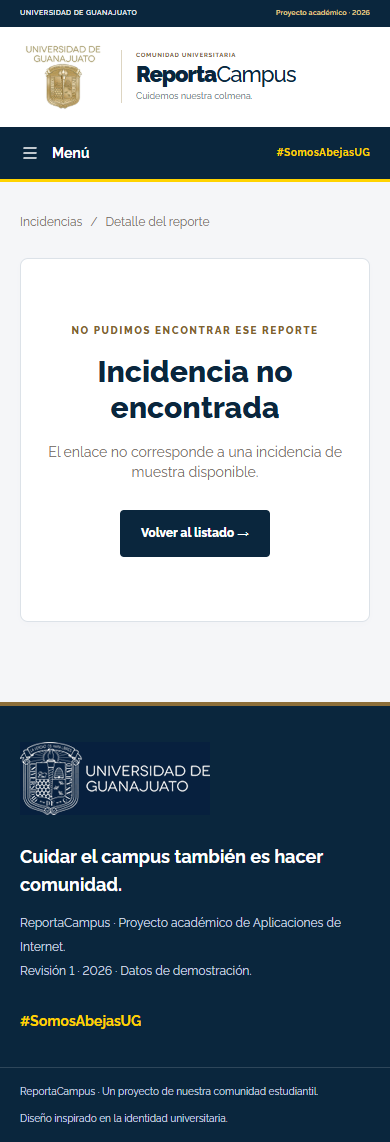 UNIVERSIDAD DE GUANAJUATO
Proyecto académico · 2026
UNIVERSIDAD DE
GUANAJUATO
COMUNIDAD UNIVERSITARIA
ReportaCampus
Cuidemos nuestra colmena.
Menú
#SomosAbejasUG
Incidencias / Detalle del reporte
NO PUDIMOS ENCONTRAR ESE REPORTE
Incidencia no
encontrada
El enlace no corresponde a una incidencia de
muestra disponible.
Volver al listado →
UNIVERSIDAD DE
GUANAJUATO
Cuidar el campus también es hacer
comunidad.
ReportaCampus · Proyecto académico de Aplicaciones de
Internet.
Revisión 1 · 2026 · Datos de demostración.
#SomosAbejasUG
ReportaCampus · Un proyecto de nuestra comunidad estudiantil.
Diseño inspirado en la identidad universitaria.